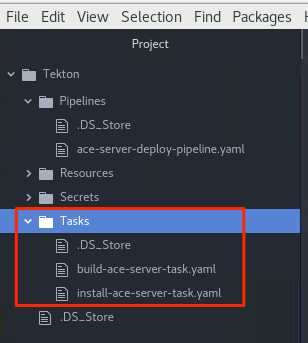 File Edit View Selection Find Packages
Project
Tekton
Pipelines
.DS_Store
ace-server-deploy-pipeline.yaml
Resources
Secrets
Tasks
.DS_Store
build-ace-server-task.yaml
install-ace-server-task.yaml
.DS_Store